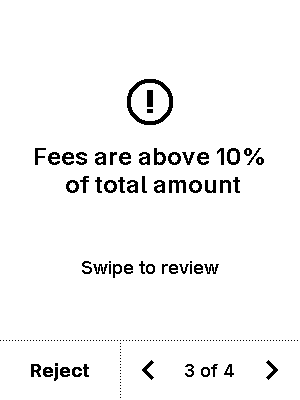 Fees are above 10%
of total amount
Swipe to review
Reject
3 of 4